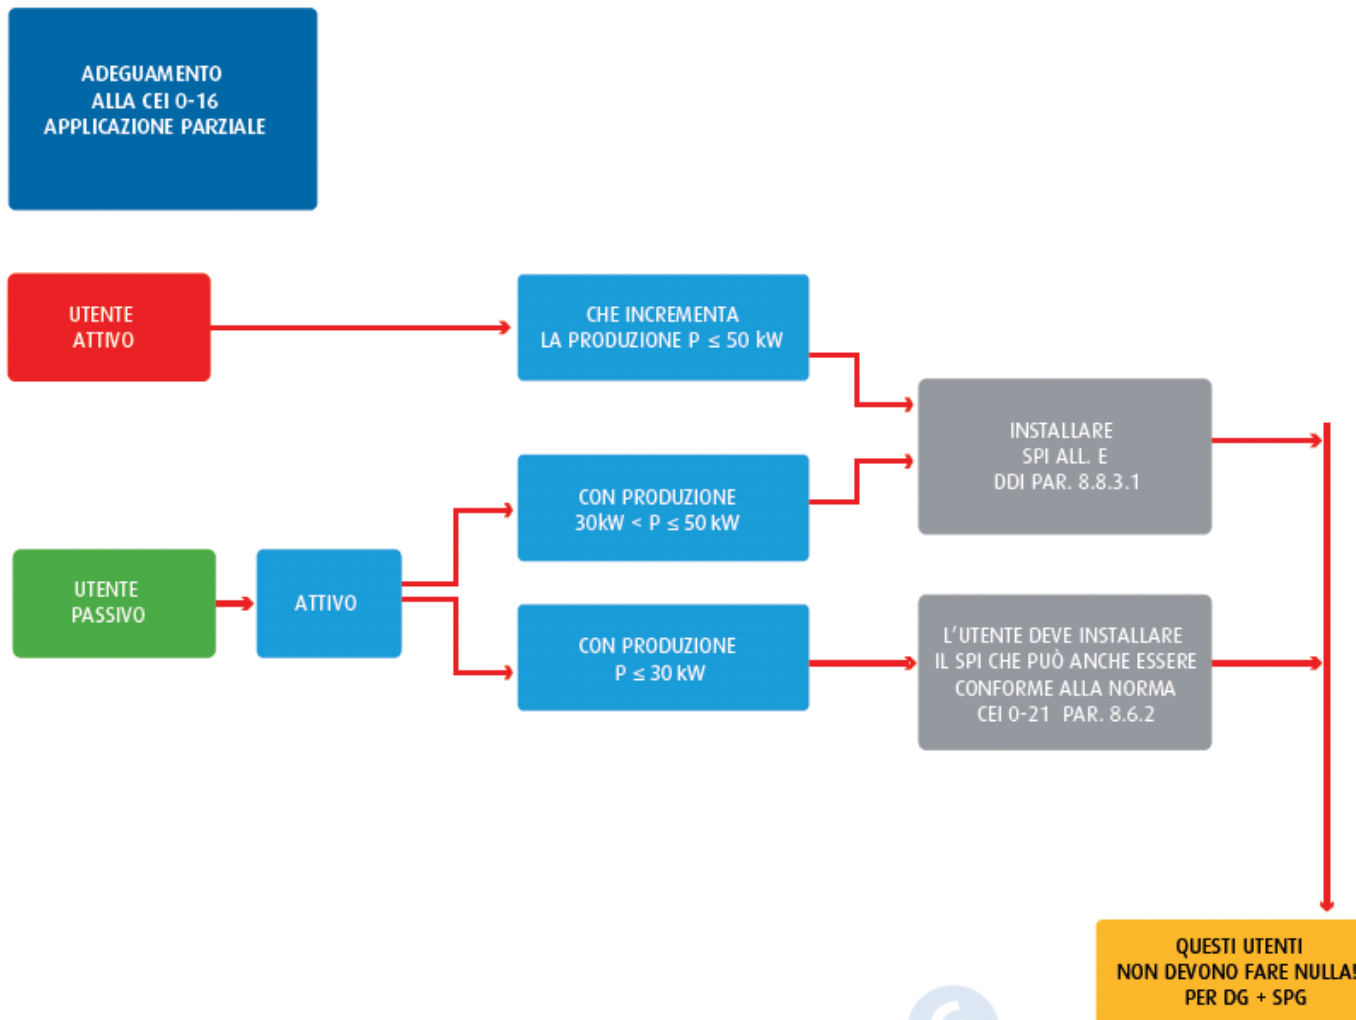 ADEGUAMENTO
ALLA CEI 0-16
APPLICAZIONE PARZIALE
UTENTE
ATTIVO
CHE INCREMENTA
LA PRODUZIONE P ≤ 50 kW
INSTALLARE
SPI ALL. E
DDI PAR. 8.8.3.1
CON PRODUZIONE
30kW < P ≤ 50 kW
UTENTE
PASSIVO
ATTIVO
CON PRODUZIONE
P ≤ 30 kW
L'UTENTE DEVE INSTALLARE
IL SPI CHE PUÒ ANCHE ESSERE
CONFORME ALLA NORMA
CEI 0-21 PAR. 8.6.2
QUESTI UTENTI
NON DEVONO FARE NULLA!
PER DG + SPG